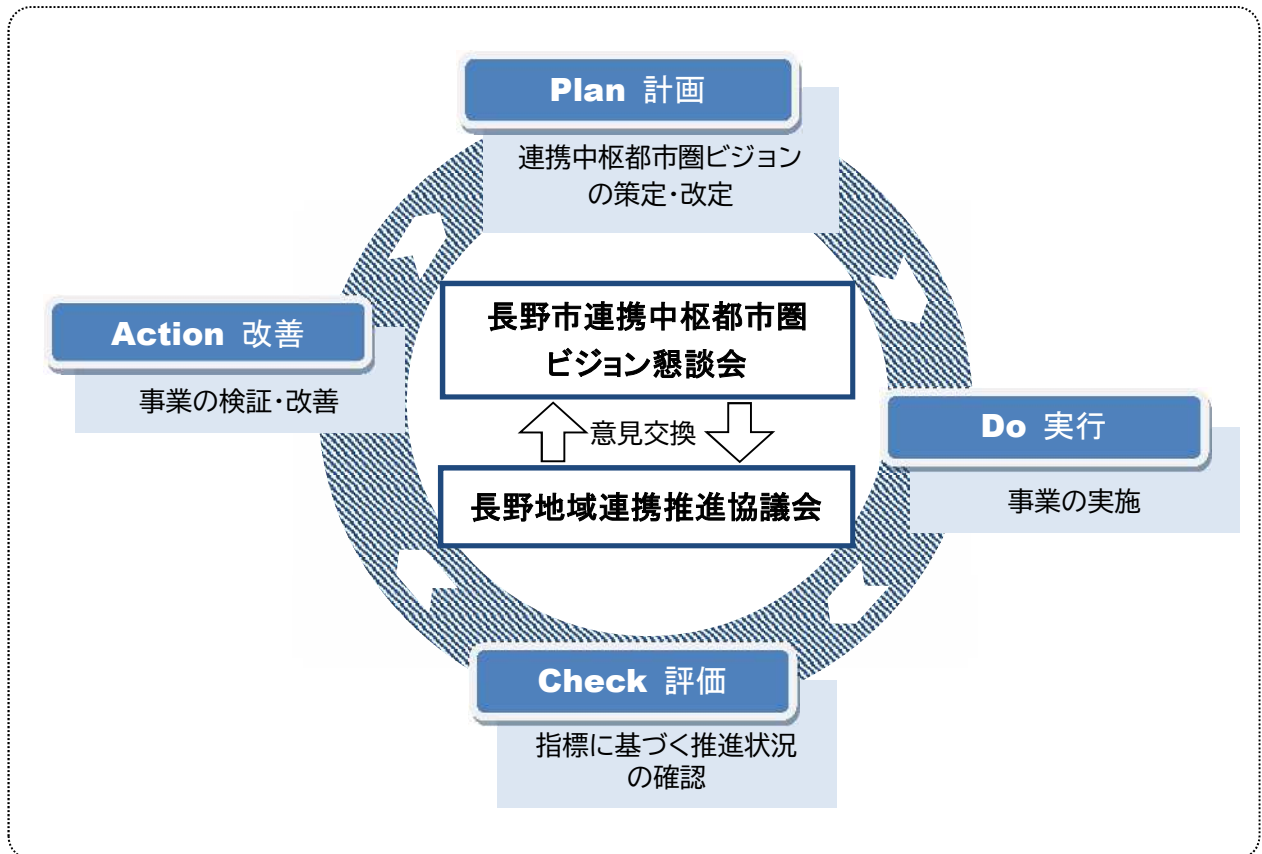 Plan 計画
連携中枢都市圏ビジョン
の策定・改定
長野市連携中枢都市圏
ビジョン懇談会
Action 改善
事業の検証・改善
意見交換
Do 実行
事業の実施
長野地域連携推進協議会
Check 評価
指標に基づく推進状況
の確認